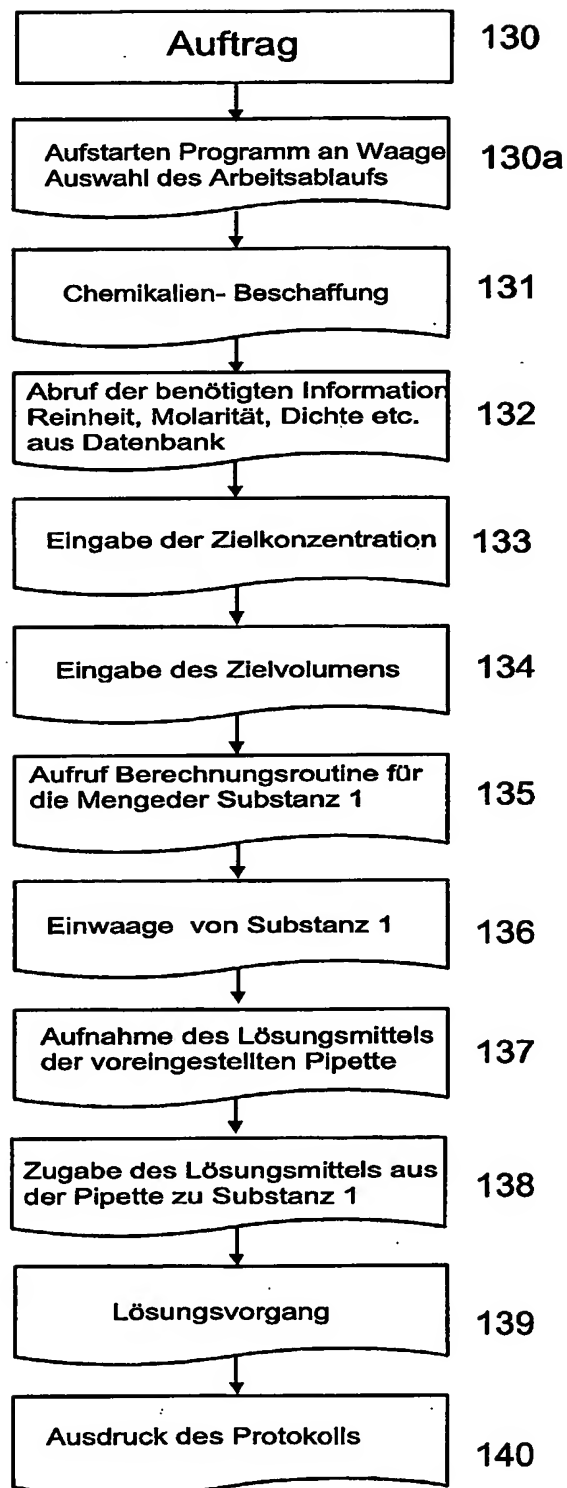 Auftrag 130
Aufstarten Programm an Waage
Auswahl des Arbeitsablaufs 130a
Chemikalien- Beschaffung 131
Abruf der benötigten Information
Reinheit, Molarität, Dichte etc. 132
aus Datenbank
Eingabe der Zielkonzentration 133
Eingabe des Zielvolumens 134
Aufruf Berechnungsroutine für
die Mengeder Substanz 1 135
Einwaage von Substanz 1 136
Aufnahme des Lösungsmittels 137
der voreingestellten Pipette
Zugabe des Lösungsmittels aus
der Pipette zu Substanz 1 138
Lösungsvorgang 139
Ausdruck des Protokolls 140